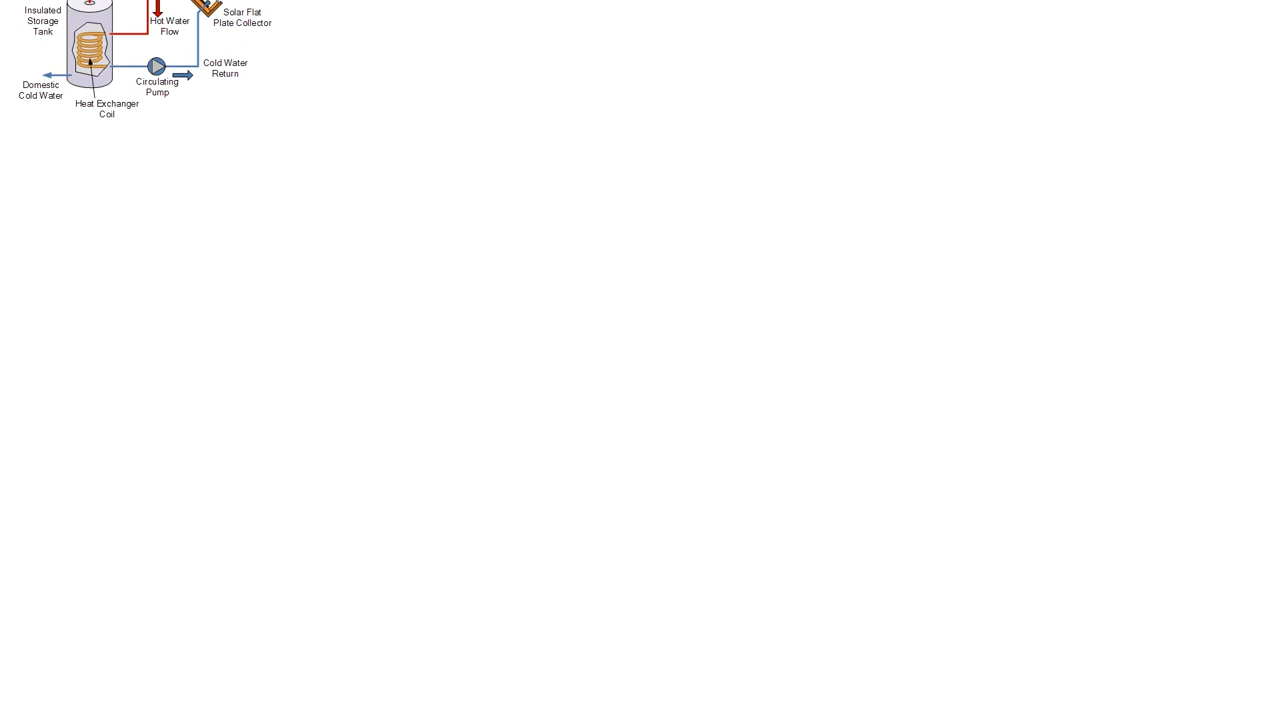 Insulated
Storage
Tank
Hot Water
Flow
Solar Flat
Plate Collector
Cold Water
Return
Circulating
Pump
Domestic
Cold Water
Heat Exchanger
Coil